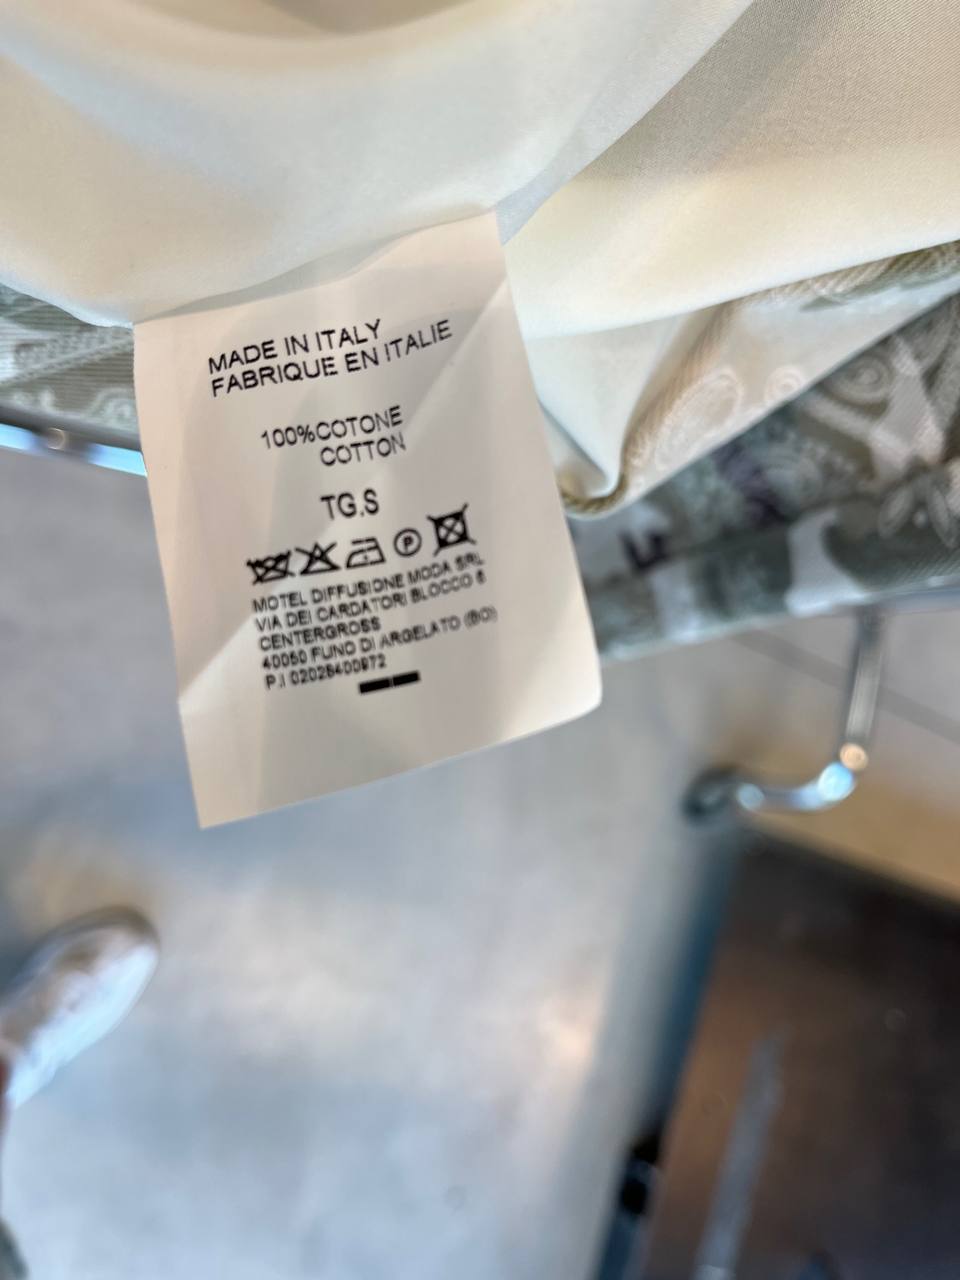 MADE IN ITALY
FABRIQUE EN ITALIE
100%COTONE
COTTON
TG.S
P
MOTEL DIFFUSIONE MODA SRL
VIA DEI CARDATORI BLOCCO 6
CENTERGROSS
40050 FUNO DI ARGELATO (BO)
P.I